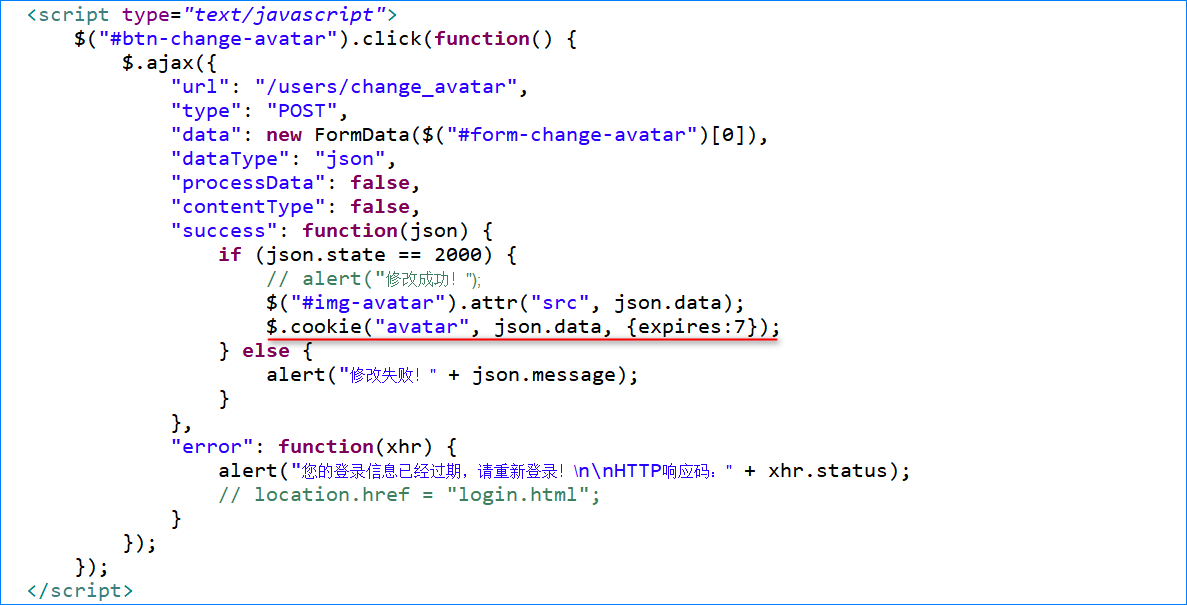 <script type="text/javascript">
    $("#btn-change-avatar").click(function() {
        $.ajax({
            "url": "/users/change_avatar",
            "type": "POST",
            "data": new FormData($("#form-change-avatar")[0]),
            "dataType": "json",
            "processData": false,
            "contentType": false,
            "success": function(json) {
                if (json.state == 2000) {
                    // alert("修改成功！");
                    $("#img-avatar").attr("src", json.data);
                    $.cookie("avatar", json.data, {expires:7});
                } else {
                    alert("修改失败！" + json.message);
                }
            },
            "error": function(xhr) {
                alert("您的登录信息已经过期，请重新登录！\n\nHTTP响应码：" + xhr.status);
                // location.href = "login.html";
            }
        });
    });
</script>